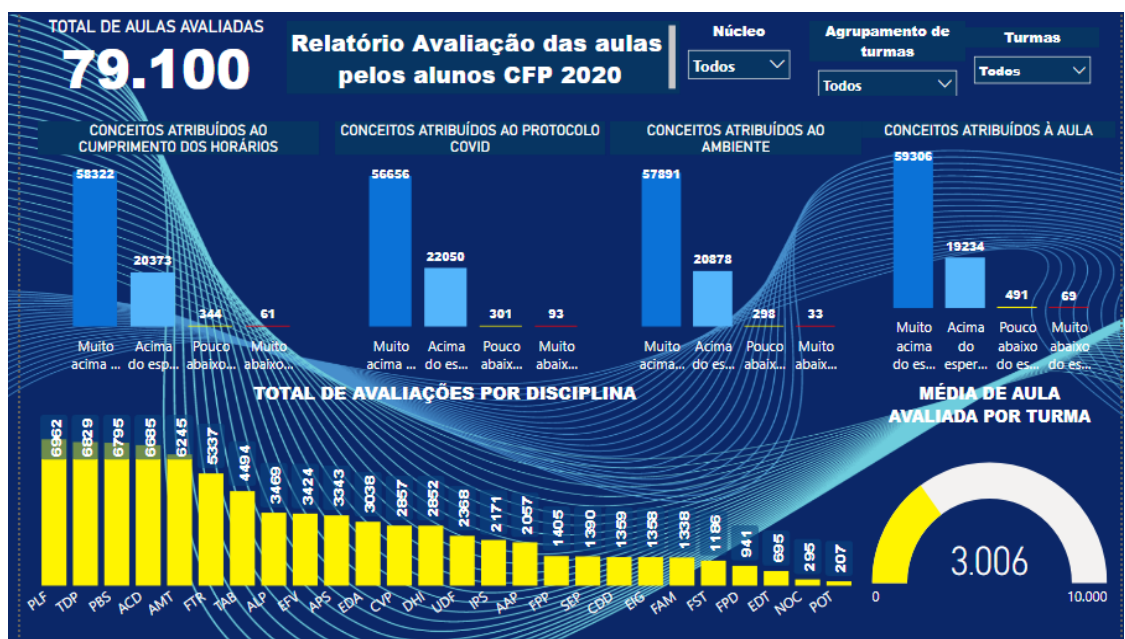 TOTAL DE AULAS AVALIADAS
79.100
Relatório Avaliação das aulas
pelos alunos CFP 2020
Núcleo
Todos
Agrupamento de
turmas
Todos
Turmas
Todos
CONCEITOS ATRIBUÍDOS AO
CUMPRIMENTO DOS HORÁRIOS
58322
20373
344
61
Muito
acima ...
Acima
do esp...
Pouco
abaixo...
Muito
abaixo...
CONCEITOS ATRIBUÍDOS AO PROTOCOLO
COVID
56656
22050
301
93
Muito
acima ...
Acima
do es...
Pouco
abaix...
Muito
abaix...
CONCEITOS ATRIBUÍDOS AO
AMBIENTE
57891
20878
298
33
Muito
acima...
Acima
do es...
Pouco
abaix...
Muito
abaix...
CONCEITOS ATRIBUÍDOS À AULA
59306
19234
491
69
Muito
acima
do es...
Acima
do
esper...
Pouco
abaixo
do es...
Muito
abaixo
do es...
TOTAL DE AVALIAÇÕES POR DISCIPLINA
6962
6829
6795
6685
6245
5337
4494
3469
3424
3343
3038
2857
2852
2368
2171
2057
1405
1390
1359
1358
1338
1186
941
695
295
207
PLF
TDP
PBS
ACD
AMT
FTR
TAB
ALP
EFV
APS
EDA
CVP
DHI
UDF
IPS
AAP
FPP
SEP
CDD
EIG
FAM
FST
FPD
EDT
NOC
POT
MÉDIA DE AULA
AVALIADA POR TURMA
3.006
0
10.000